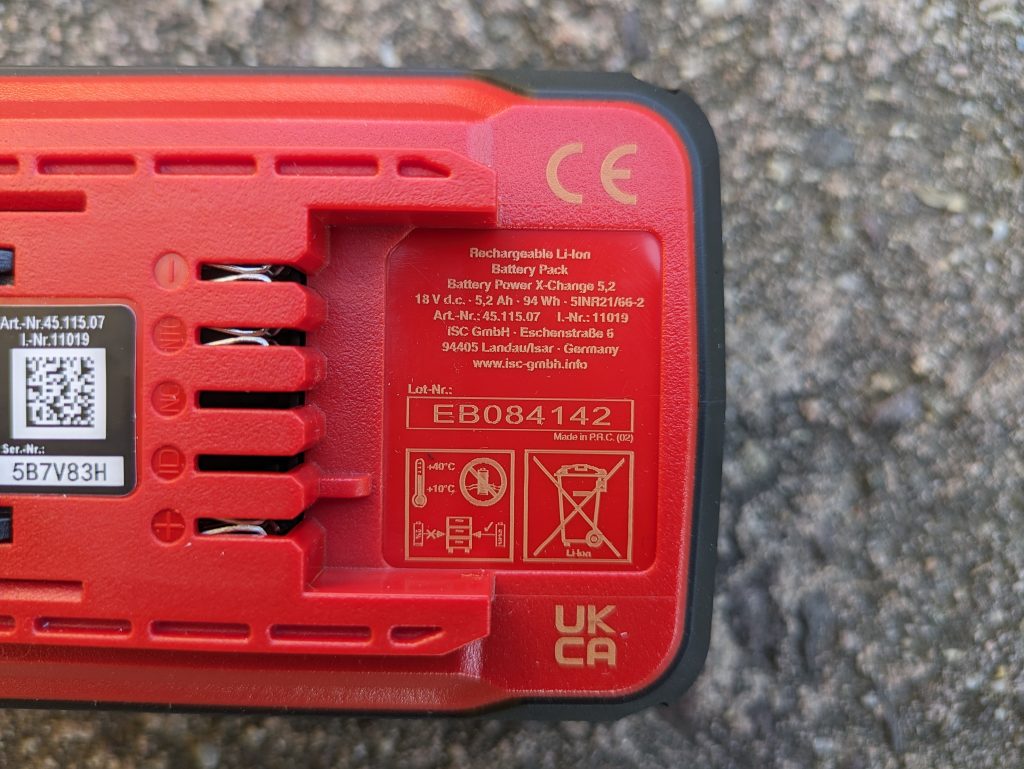 CE
Rechargeable Li-Ion
Battery Pack
Battery Power X-Change 5,2
18 V d.c. · 5,2 Ah · 94 Wh · 5INR21/66-2
Art.-Nr.: 45.115.07 I.-Nr.: 11019
iSC GmbH · Eschenstraße 6
94405 Landau/Isar · Germany
www.isc-gmbh.info
Lot-Nr.:
EB084142
Made in P.R.C. (02)
+40°C
+10°C
Li-Ion
UK
CA
Art.-Nr.45.115.07
I.-Nr.11019
Ser.-Nr.:
5B7V83H